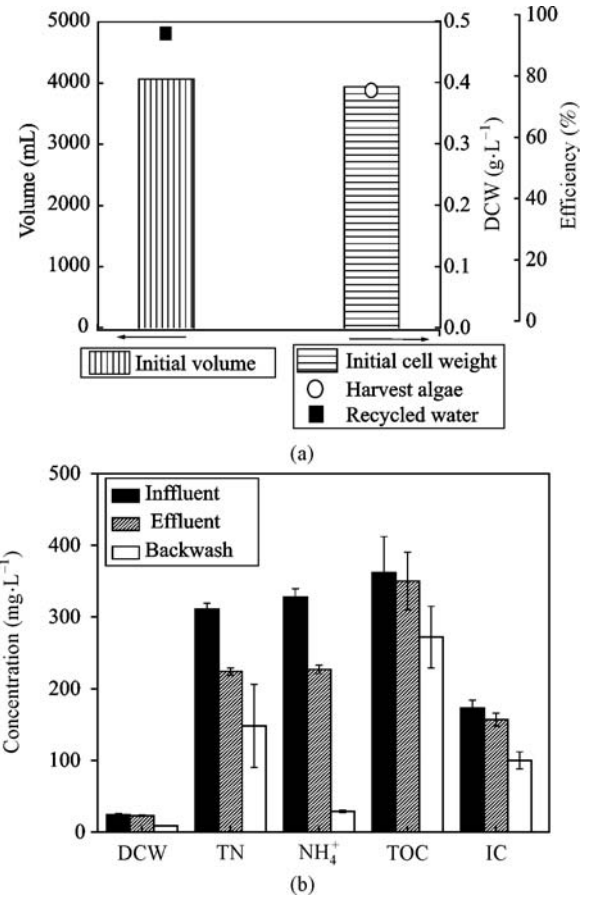 5000
4000
3000
2000
1000
0
Volume (mL)
0.5
0.4
0.3
0.2
0.1
0.0
DCW (g·L⁻¹)
100
80
60
40
20
0
Efficiency (%)
Initial volume
Initial cell weight
Harvest algae
Recycled water
(a)
500
400
300
200
100
0
Concentration (mg·L⁻¹)
Inffluent
Effluent
Backwash
DCW TN NH₄⁺ TOC IC
(b)